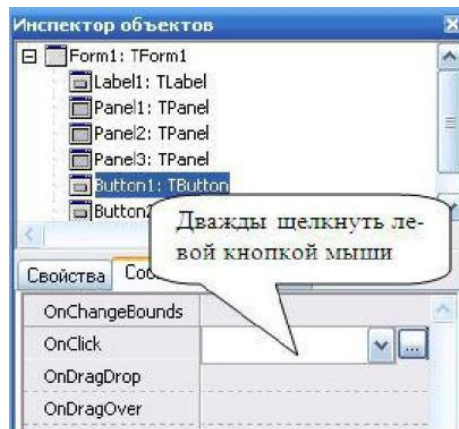 Инспектор объектов
Form1: TForm1
Label1: TLabel
Panel1: TPanel
Panel2: TPanel
Panel3: TPanel
Button1: TButton
Button2
Дважды щелкнуть ле-
вой кнопкой мыши
Свойства
OnChangeBounds
OnClick
...
OnDragDrop
OnDragOver